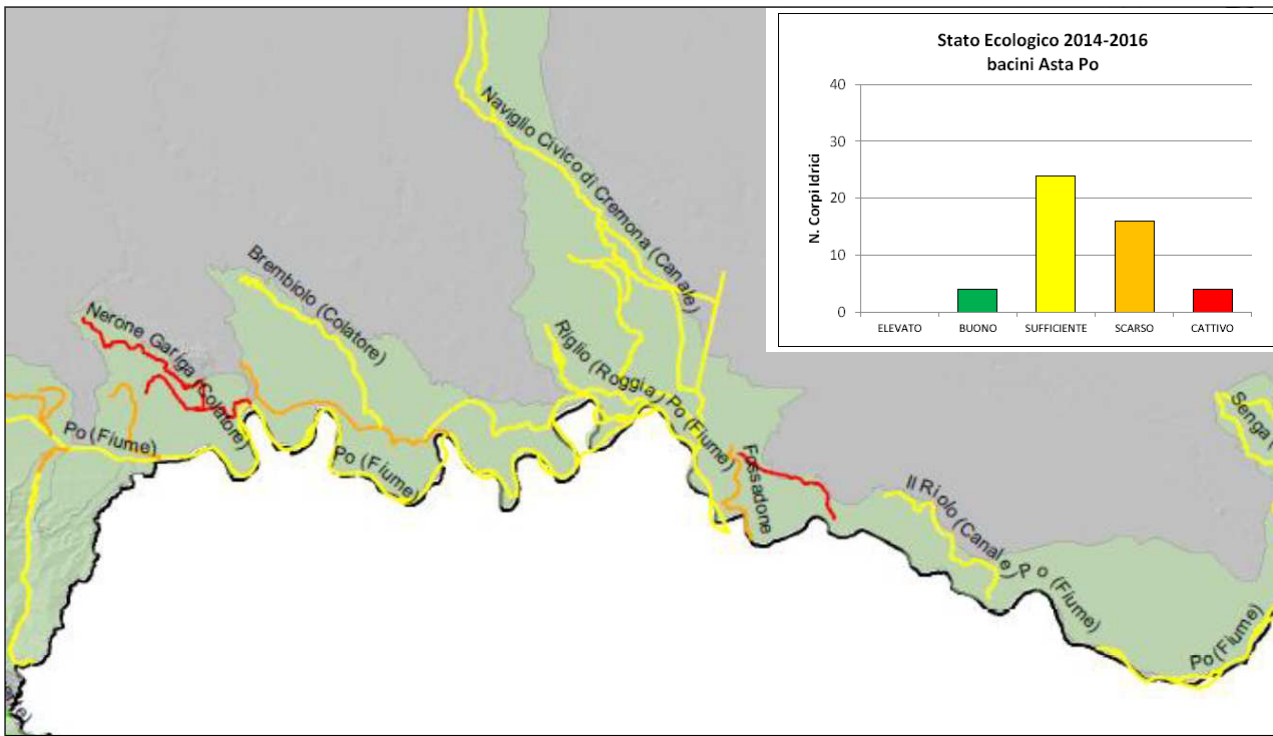 Stato Ecologico 2014-2016
bacini Asta Po
N. Corpi Idrici
40
30
20
10
0
ELEVATO
BUONO
SUFFICIENTE
SCARSO
CATTIVO
Naviglio Civico di Cremona (Canale)
Brembiolo (Colatore)
Nerone Gariga (Colatore)
Riglio (Roggia)
Po (Fiume)
Po (Fiume)
Po (Fiume)
Fossadone
Il Riolo (Canale)
Po (Fiume)
Po (Fiume)
Senga